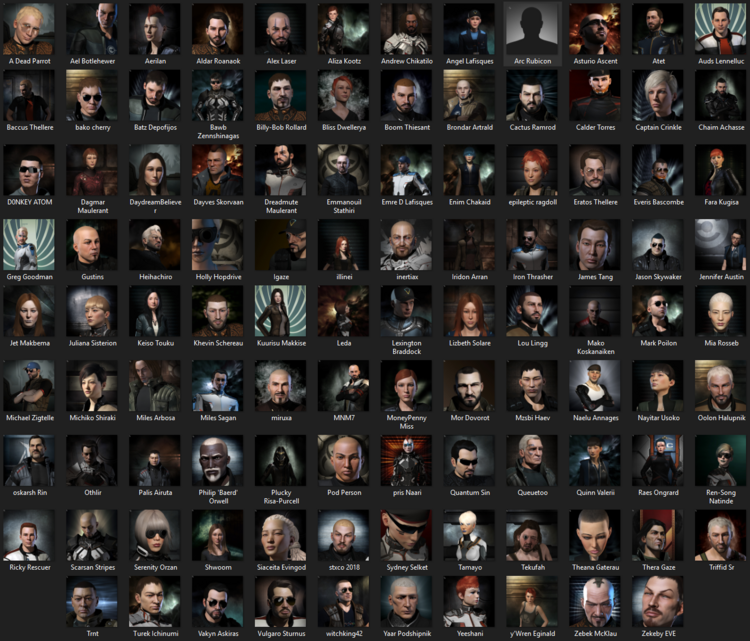 A Dead Parrot
Ael Botlehewer
Aerilan
Aldar Roanaok
Alex Laser
Aliza Kootz
Andrew Chikatilo
Angel Lafisques
Arc Rubicon
Asturio Ascent
Atet
Auds Lennelluc
Baccus Thellere
bako cherry
Batz Depofijos
Bawb
Zennshinagas
Billy-Bob Rollard
Bliss Dwellerya
Boom Thiesant
Brondar Artrald
Cactus Ramrod
Calder Torres
Captain Crinkle
Chaim Achasse
D0NKEY ATOM
Dagmar
Maulerant
DaydreamBelieve
r
Dayves Skorvaan
Dreadmute
Maulerant
Emmanouil
Stathiri
Emre D Lafisques
Enim Chakaid
epileptic ragdoll
Eratos Thellere
Everis Bascombe
Fara Kugisa
Greg Goodman
Gustins
Heihachiro
Holly Hopdrive
Igaze
illinei
inertiax
Iridon Arran
Iron Thrasher
James Tang
Jason Skywaker
Jennifer Austin
Jet Makbema
Juliana Sisterion
Keiso Touku
Khevin Schereau
Kuurisu Makkise
Leda
Lexington
Braddock
Lizbeth Solare
Lou Lingg
Mako
Koskanaiken
Mark Poilon
Mia Rosseb
Michael Zigtelle
Michiko Shiraki
Miles Arbosa
Miles Sagan
miruxa
MNM7
MoneyPenny
Miss
Mor Dovorot
Mzsbi Haev
Naelu Annages
Nayitar Usoko
Oolon Halupnik
oskarsh Rin
Othlir
Palis Airuta
Philip 'Baerd'
Orwell
Plucky
Risa-Purcell
Pod Person
pris Naari
Quantum Sin
Queuetoo
Quinn Valerii
Raes Ongrard
Ren-Song
Natinde
Ricky Rescuer
Scarsan Stripes
Serenity Orzan
Shwoom
Siaceita Evingod
stxco 2018
Sydney Selket
Tamayo
Tekufah
Theana Gaterau
Thera Gaze
Triffid Sr
Trnt
Turek Ichinumi
Vakyn Askiras
Vulgaro Sturnus
witchking42
Yaar Podshipnik
Yeeshani
y'Wren Eginald
Zebek McKlau
Zekeby EVE